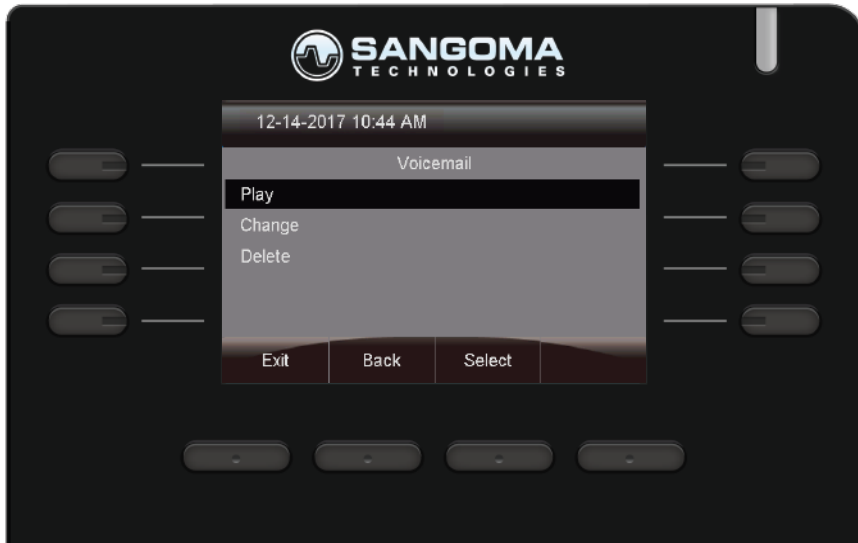 SANGOMA
TECHNOLOGIES
12-14-2017 10:44 AM
Voicemail
Play
Change
Delete
Exit Back Select